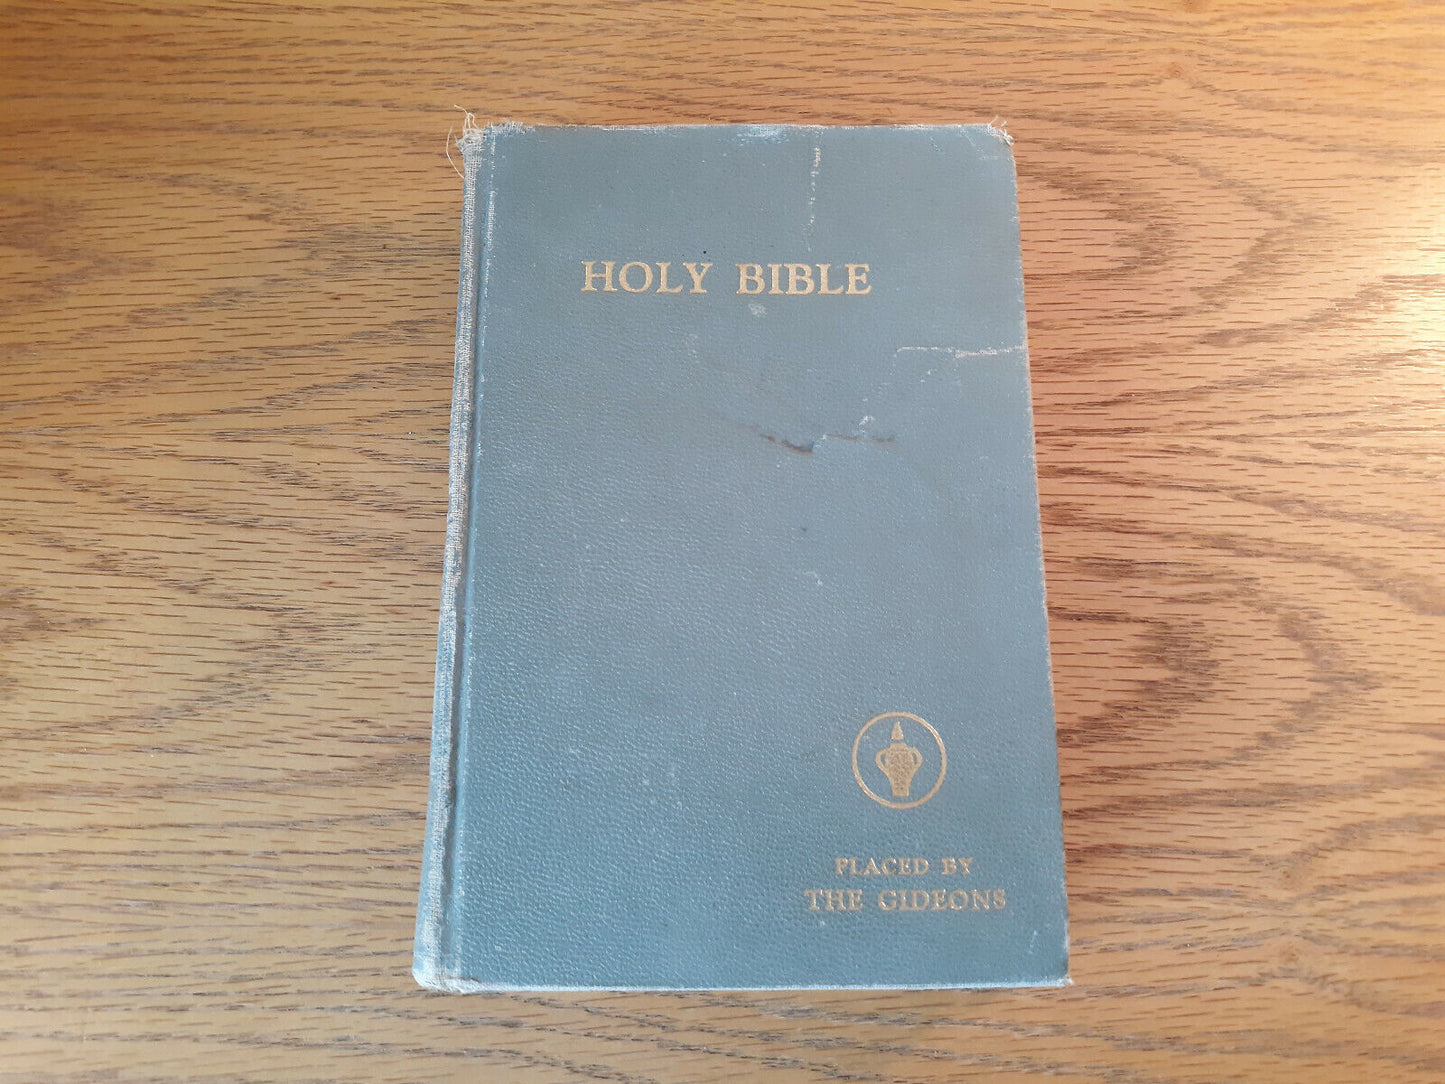 HOLY BIBLE
PLACED BY
THE GIDEONS